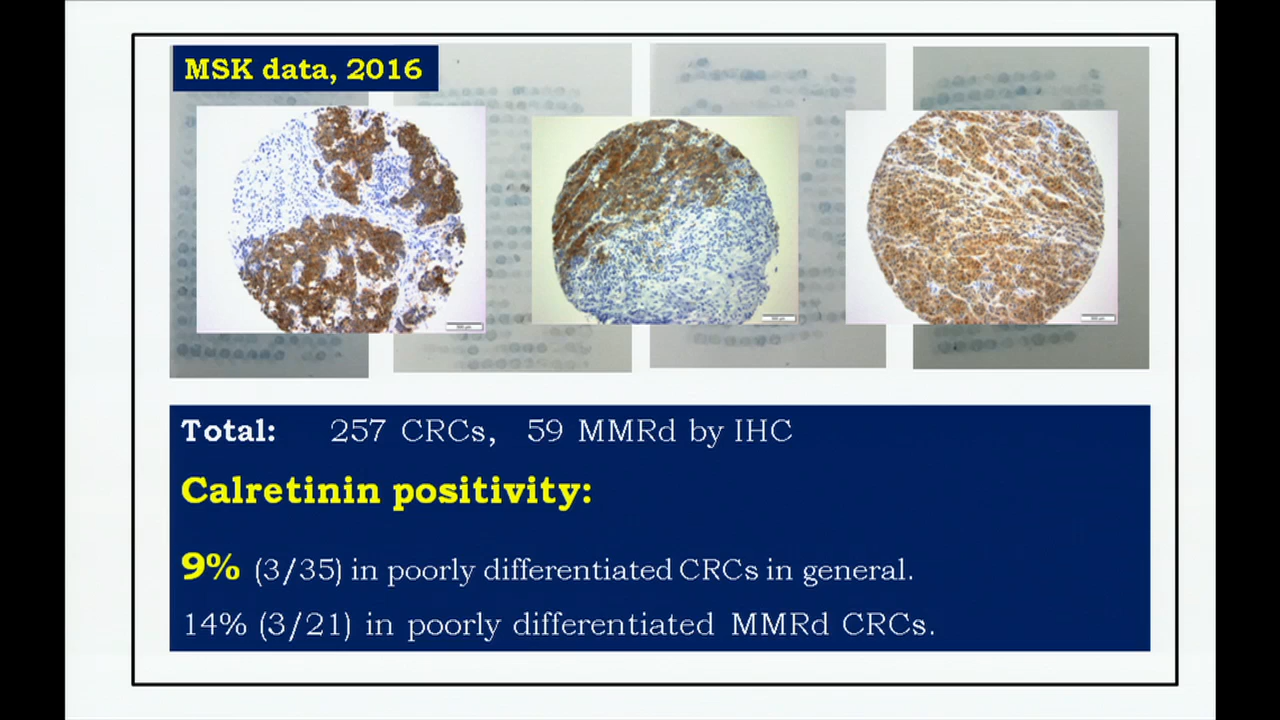 MSK data, 2016
Total: 257 CRCs, 59 MMRd by IHC
Calretinin positivity:
9% (3/35) in poorly differentiated CRCs in general.
14% (3/21) in poorly differentiated MMRd CRCs.